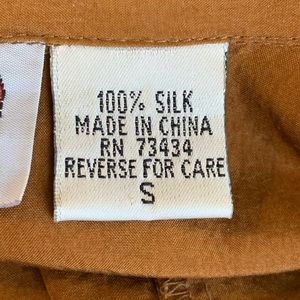 100% SILK
MADE IN CHINA
RN 73434
REVERSE FOR CARE
S